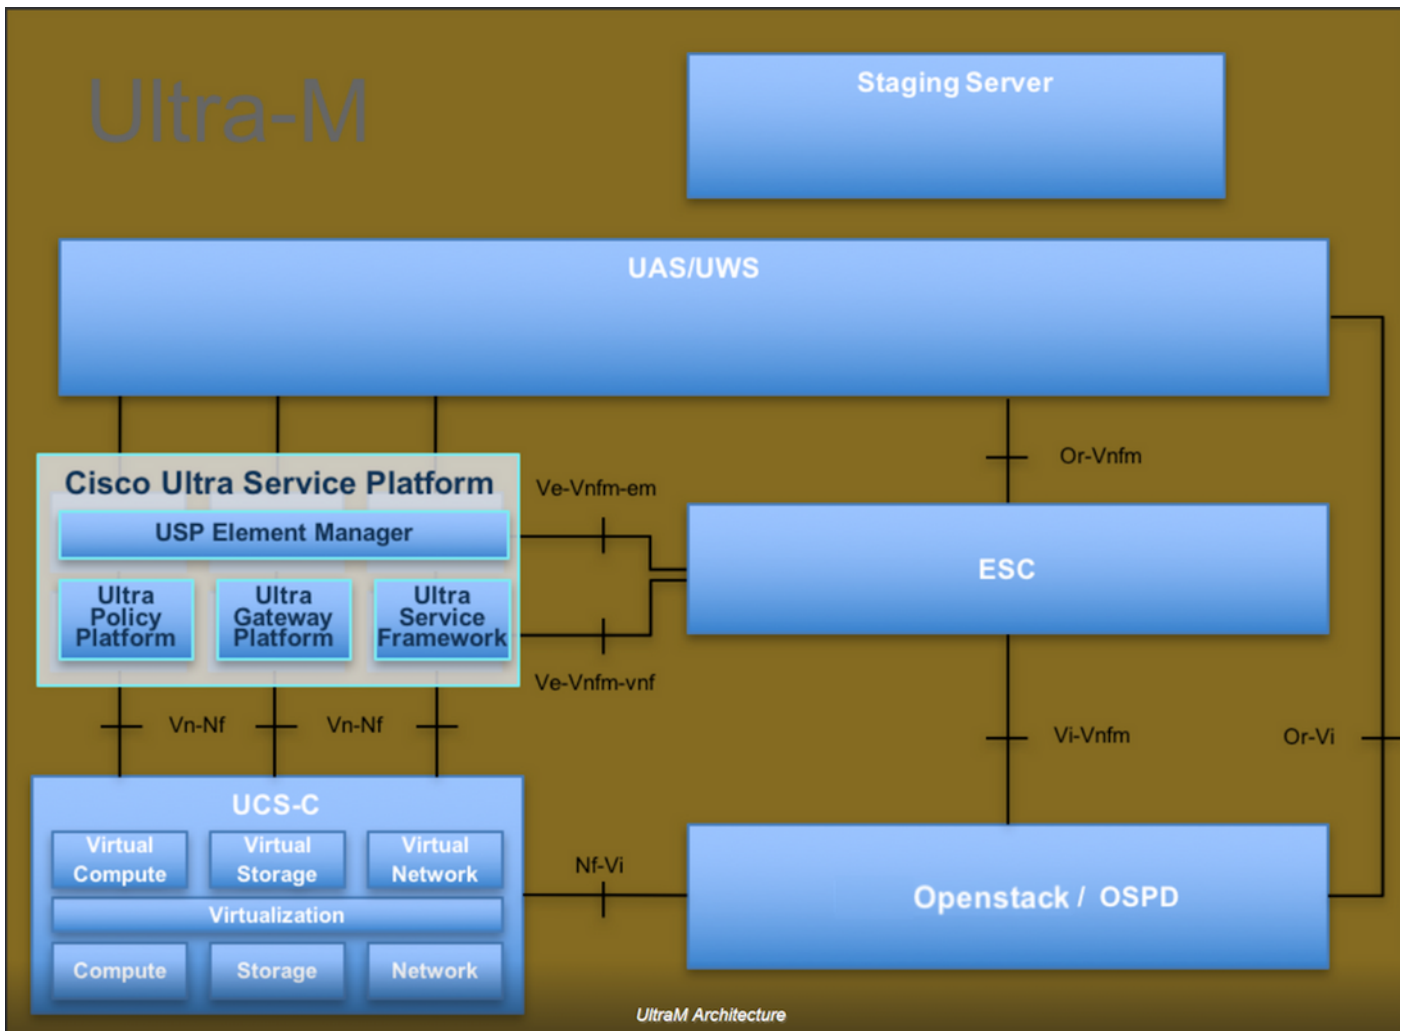 Ultra-M
Staging Server
UAS/UWS
Or-Vnfm
Cisco Ultra Service Platform
Ve-Vnfm-em
USP Element Manager
ESC
Ultra
Policy
Platform
Ultra
Gateway
Platform
Ultra
Service
Framework
Ve-Vnfm-vnf
Vn-Nf
Vn-Nf
Vi-Vnfm
Or-Vi
UCS-C
Virtual
Compute
Virtual
Storage
Virtual
Network
Nf-Vi
Openstack / OSPD
Virtualization
Compute
Storage
Network
UltraM Architecture